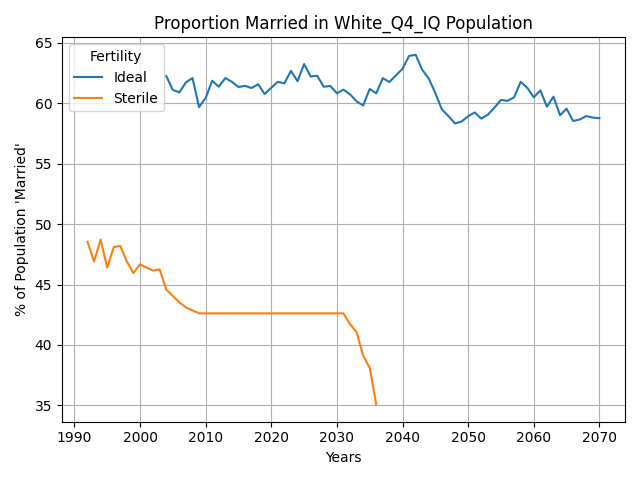 Proportion Married in White_Q4_IQ Population
Fertility
Ideal
Sterile
% of Population 'Married'
65
60
55
50
45
40
35
1990
2000
2010
2020
2030
2040
2050
2060
2070
Years